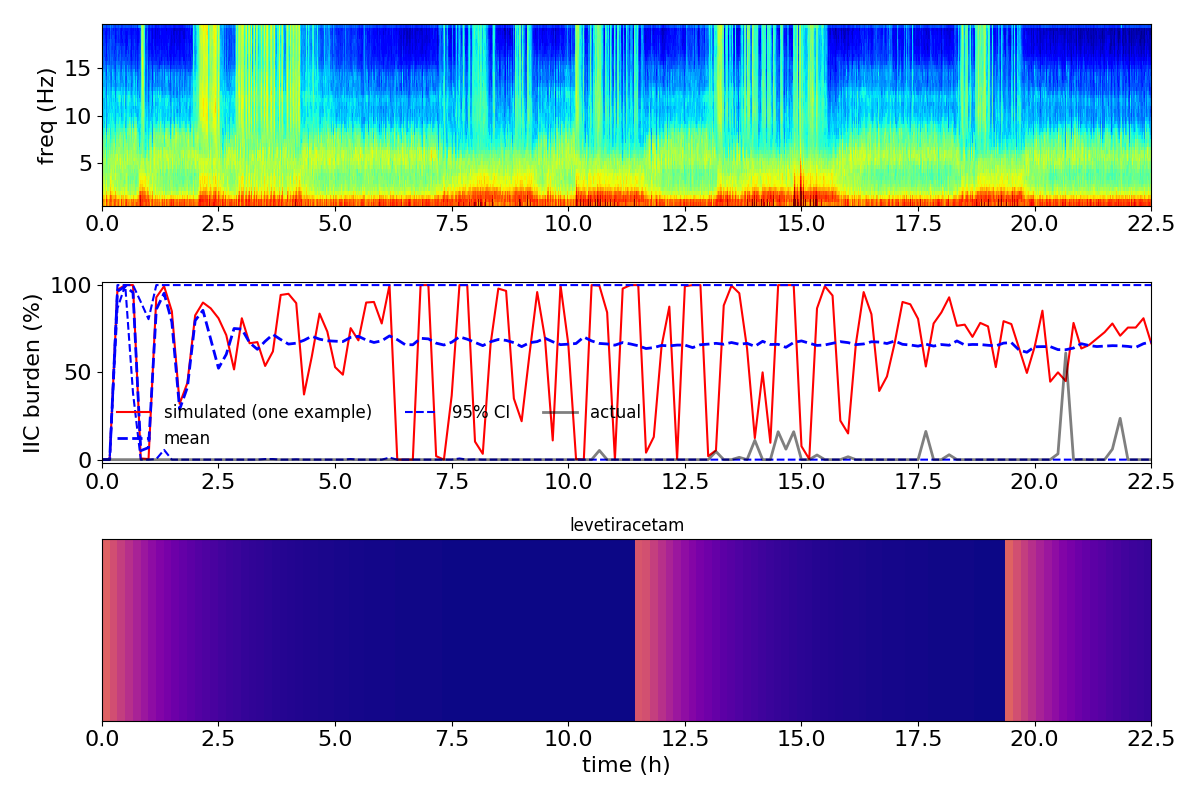 freq (Hz)
15
10
5
0.0 2.5 5.0 7.5 10.0 12.5 15.0 17.5 20.0 22.5
IIC burden (%)
100
50
0
simulated (one example) 95% CI actual
mean
0.0 2.5 5.0 7.5 10.0 12.5 15.0 17.5 20.0 22.5
levetiracetam
0.0 2.5 5.0 7.5 10.0 12.5 15.0 17.5 20.0 22.5
time (h)